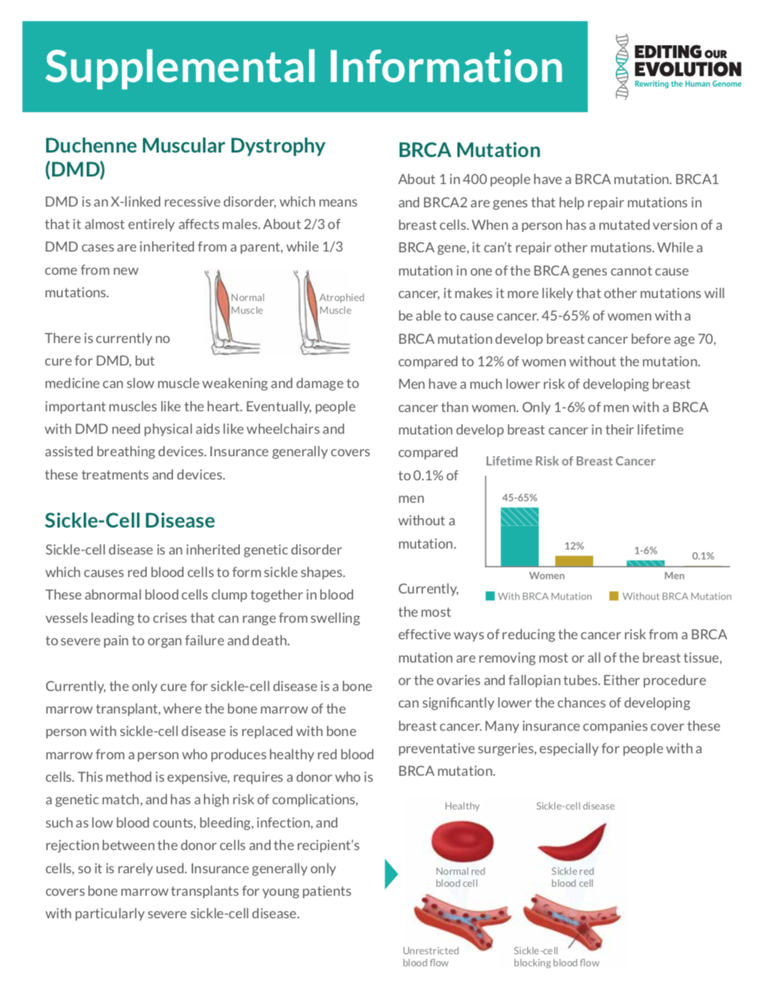 Supplemental Information
EDITING OUR
EVOLUTION
Rewriting the Human Genome
Duchenne Muscular Dystrophy
(DMD)
DMD is an X-linked recessive disorder, which means
that it almost entirely affects males. About 2/3 of
DMD cases are inherited from a parent, while 1/3
come from new
mutations.
Normal
Muscle
Atrophied
Muscle
There is currently no
cure for DMD, but
medicine can slow muscle weakening and damage to
important muscles like the heart. Eventually, people
with DMD need physical aids like wheelchairs and
assisted breathing devices. Insurance generally covers
these treatments and devices.
Sickle-Cell Disease
Sickle-cell disease is an inherited genetic disorder
which causes red blood cells to form sickle shapes.
These abnormal blood cells clump together in blood
vessels leading to crises that can range from swelling
to severe pain to organ failure and death.
Currently, the only cure for sickle-cell disease is a bone
marrow transplant, where the bone marrow of the
person with sickle-cell disease is replaced with bone
marrow from a person who produces healthy red blood
cells. This method is expensive, requires a donor who is
a genetic match, and has a high risk of complications,
such as low blood counts, bleeding, infection, and
rejection between the donor cells and the recipient's
cells, so it is rarely used. Insurance generally only
covers bone marrow transplants for young patients
with particularly severe sickle-cell disease.
BRCA Mutation
About 1 in 400 people have a BRCA mutation. BRCA1
and BRCA2 are genes that help repair mutations in
breast cells. When a person has a mutated version of a
BRCA gene, it can't repair other mutations. While a
mutation in one of the BRCA genes cannot cause
cancer, it makes it more likely that other mutations will
be able to cause cancer. 45-65% of women with a
BRCA mutation develop breast cancer before age 70,
compared to 12% of women without the mutation.
Men have a much lower risk of developing breast
cancer than women. Only 1-6% of men with a BRCA
mutation develop breast cancer in their lifetime
compared
to 0.1% of
men
without a
mutation.
Lifetime Risk of Breast Cancer
45-65%
12%
1-6%
0.1%
Women
Men
With BRCA Mutation
Without BRCA Mutation
Currently,
the most
effective ways of reducing the cancer risk from a BRCA
mutation are removing most or all of the breast tissue,
or the ovaries and fallopian tubes. Either procedure
can significantly lower the chances of developing
breast cancer. Many insurance companies cover these
preventative surgeries, especially for people with a
BRCA mutation.
Healthy
Sickle-cell disease
Normal red
blood cell
Sickle red
blood cell
Unrestricted
blood flow
Sickle-cell
blocking blood flow